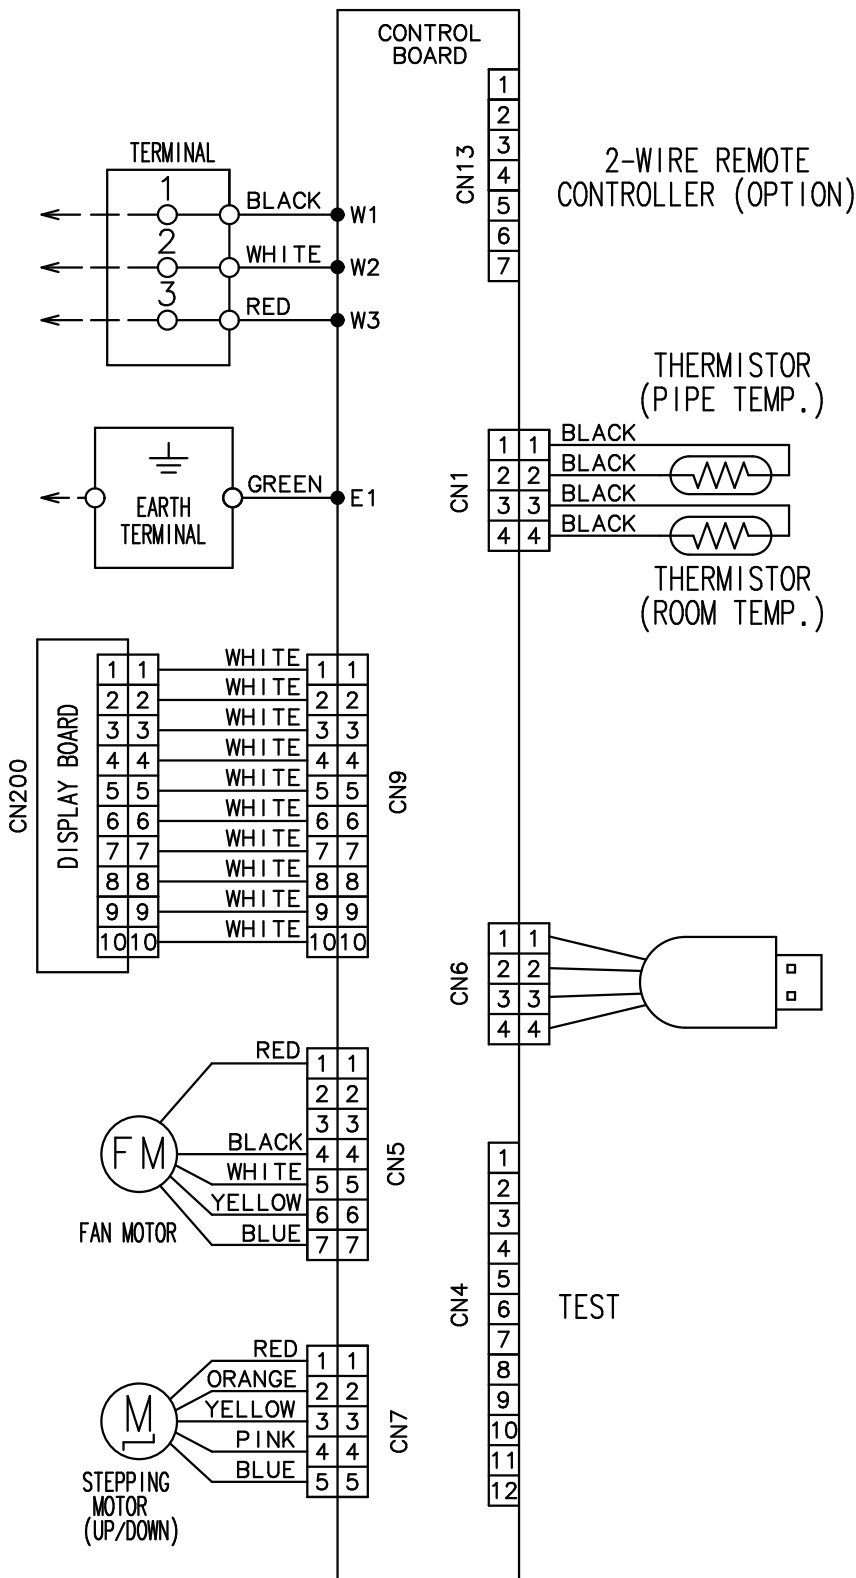 CONTROL
BOARD
CN13
1
2
3
4
5
6
7
2-WIRE REMOTE
CONTROLLER (OPTION)
TERMINAL
1 BLACK W1
2 WHITE W2
3 RED W3
EARTH
TERMINAL
GREEN E1
THERMISTOR
(PIPE TEMP.)
CN1
1 1 BLACK
2 2 BLACK
3 3 BLACK
4 4 BLACK
THERMISTOR
(ROOM TEMP.)
CN200
DISPLAY BOARD
1 1 WHITE 1 1
2 2 WHITE 2 2
3 3 WHITE 3 3
4 4 WHITE 4 4
5 5 WHITE 5 5
6 6 WHITE 6 6
7 7 WHITE 7 7
8 8 WHITE 8 8
9 9 WHITE 9 9
10 10 WHITE 10 10
CN9
CN6
1 1
2 2
3 3
4 4
FM
FAN MOTOR
RED 1 1
2 2
3 3
BLACK 4 4
WHITE 5 5
YELLOW 6 6
BLUE 7 7
CN5
CN4
1
2
3
4
5
6
7
8
9
10
11
12
TEST
M
STEPPING
MOTOR
(UP/DOWN)
RED 1 1
ORANGE 2 2
YELLOW 3 3
PINK 4 4
BLUE 5 5
CN7